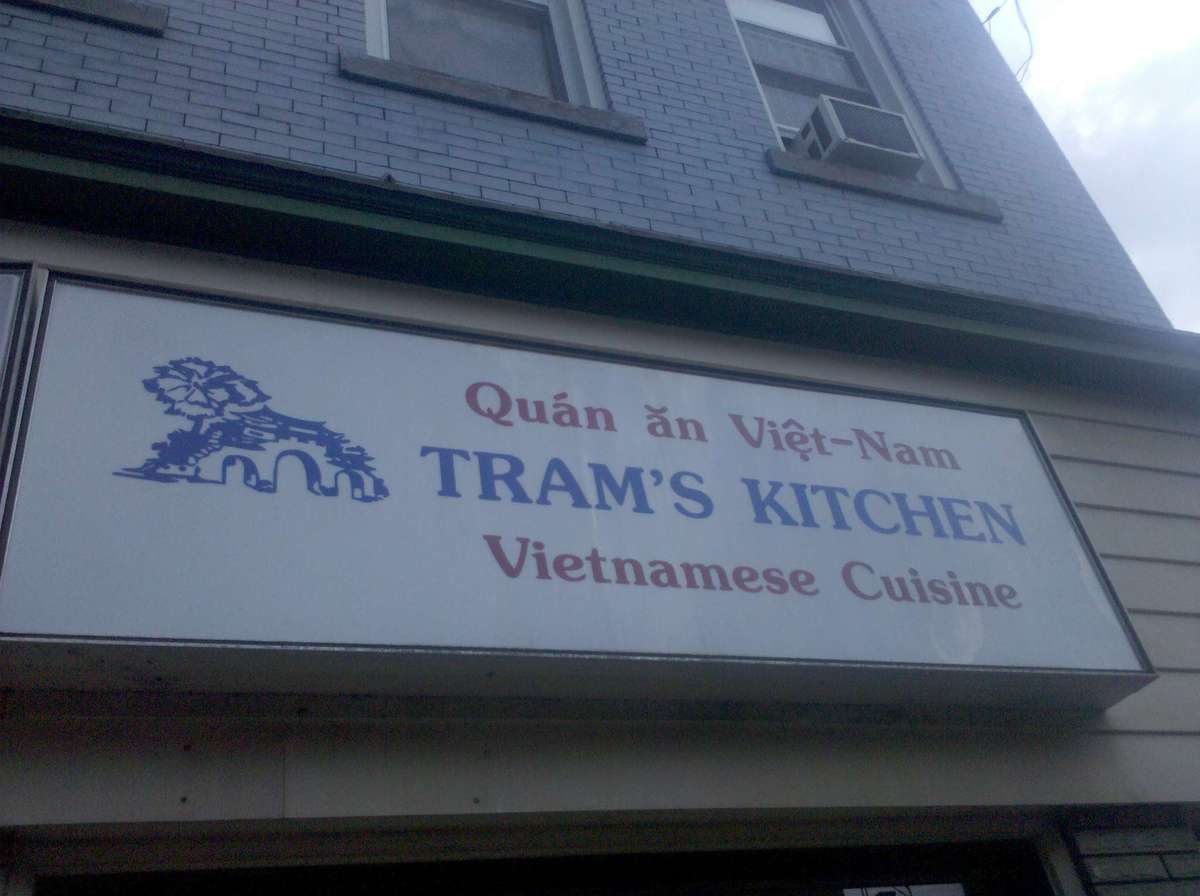 Quán ăn Việt-Nam
TRAM'S KITCHEN
Vietnamese Cuisine